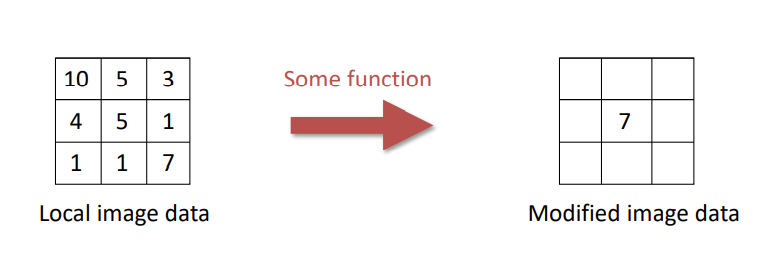 Some function
10 5 3
4 5 1
1 1 7
7
Local image data
Modified image data